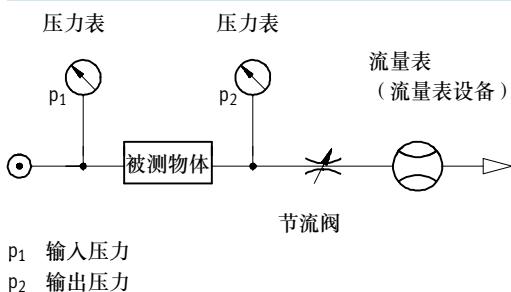 压力表 压力表
流量表
（流量表设备）
p₁ p₂
被测物体
节流阀
p₁ 输入压力
p₂ 输出压力